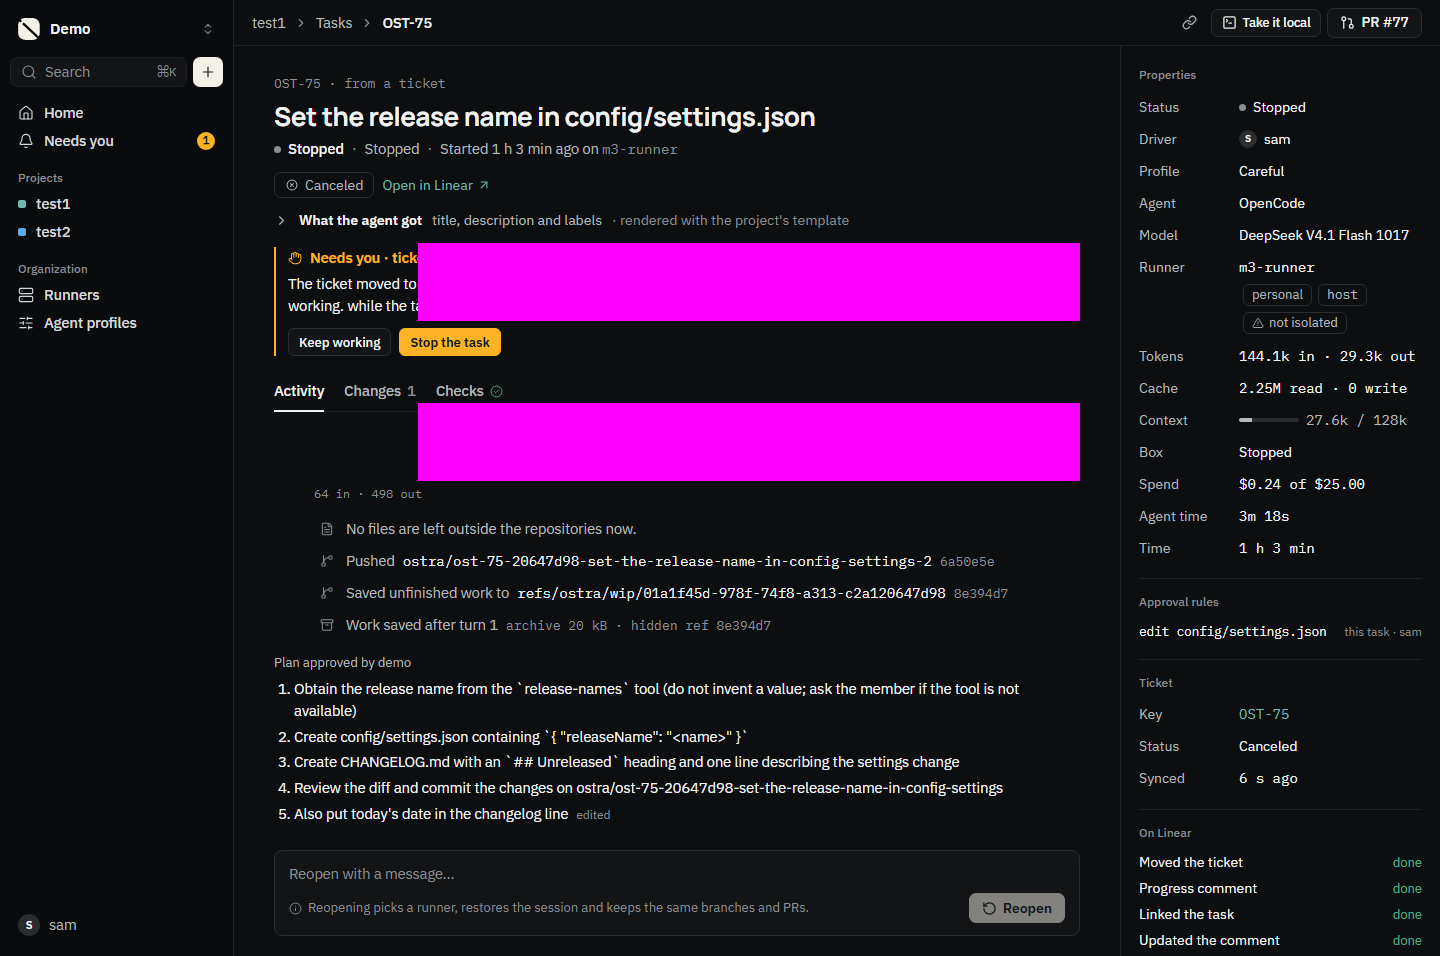 Demo
test1 > Tasks > OST-75
Take it local
PR #77
Search ⌘K
Home
Needs you 1
Projects
test1
test2
Organization
Runners
Agent profiles
sam
OST-75 · from a ticket
Set the release name in config/settings.json
Stopped · Stopped · Started 1 h 3 min ago on m3-runner
Canceled
Open in Linear ↗
What the agent got title, description and labels · rendered with the project's template
Needs you ·
The ticket moved to
working. while the
Keep working
Stop the task
Activity
Changes 1
Checks
64 in · 498 out
No files are left outside the repositories now.
Pushed ostra/ost-75-20647d98-set-the-release-name-in-config-settings-2 6a50e5e
Saved unfinished work to refs/ostra/wip/01a1f45d-978f-74f8-a313-c2a120647d98 8e394d7
Work saved after turn 1 archive 20 kB · hidden ref 8e394d7
Plan approved by demo
1. Obtain the release name from the `release-names` tool (do not invent a value; ask the member if the tool is not
available)
2. Create config/settings.json containing `{ "releaseName": "<name>" }`
3. Create CHANGELOG.md with an `## Unreleased` heading and one line describing the settings change
4. Review the diff and commit the changes on ostra/ost-75-20647d98-set-the-release-name-in-config-settings
5. Also put today's date in the changelog line edited
Reopen with a message...
Reopening picks a runner, restores the session and keeps the same branches and PRs.
Reopen
Properties
Status Stopped
Driver S sam
Profile Careful
Agent OpenCode
Model DeepSeek V4.1 Flash 1017
Runner m3-runner
personal host
not isolated
Tokens 144.1k in · 29.3k out
Cache 2.25M read · 0 write
Context 27.6k / 128k
Box Stopped
Spend $0.24 of $25.00
Agent time 3m 18s
Time 1 h 3 min
Approval rules
edit config/settings.json this task · sam
Ticket
Key OST-75
Status Canceled
Synced 6 s ago
On Linear
Moved the ticket done
Progress comment done
Linked the task done
Updated the comment done